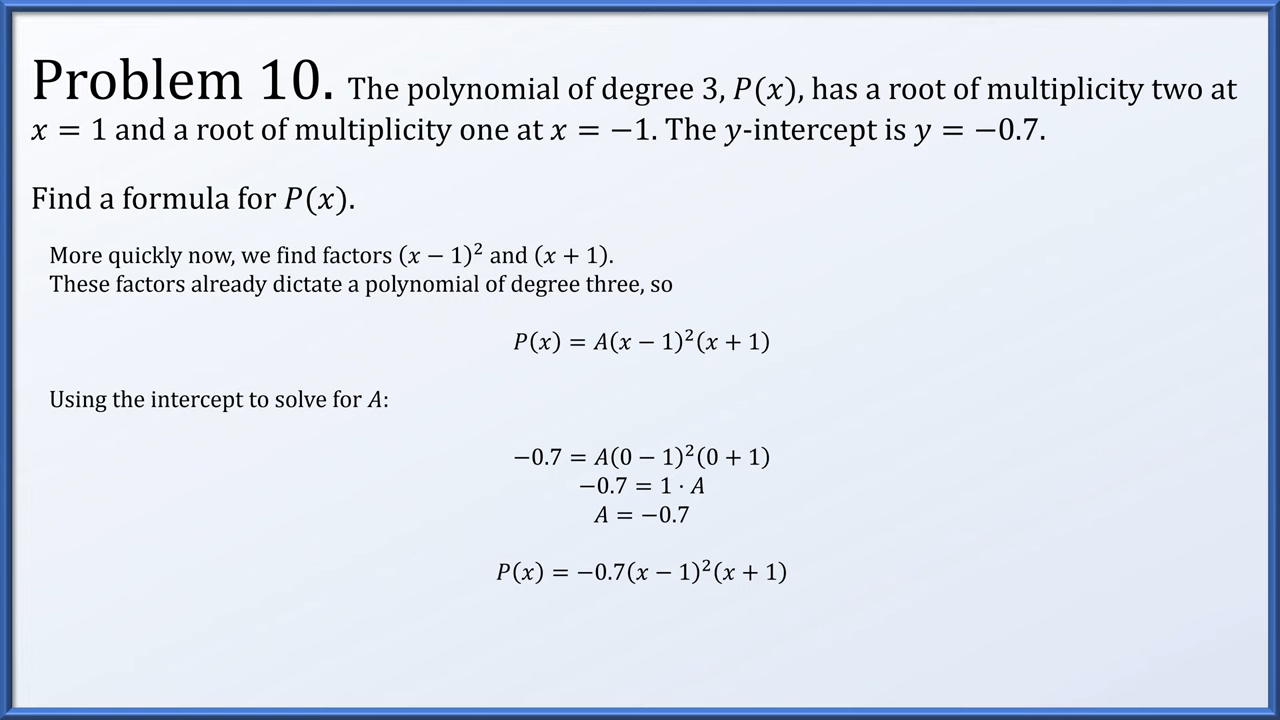 Problem 10. The polynomial of degree 3, P(x), has a root of multiplicity two at
x = 1 and a root of multiplicity one at x = −1. The y-intercept is y = −0.7.
Find a formula for P(x).
More quickly now, we find factors (x − 1)² and (x + 1).
These factors already dictate a polynomial of degree three, so
P(x) = A(x − 1)²(x + 1)
Using the intercept to solve for A:
−0.7 = A(0 − 1)²(0 + 1)
−0.7 = 1 · A
A = −0.7
P(x) = −0.7(x − 1)²(x + 1)